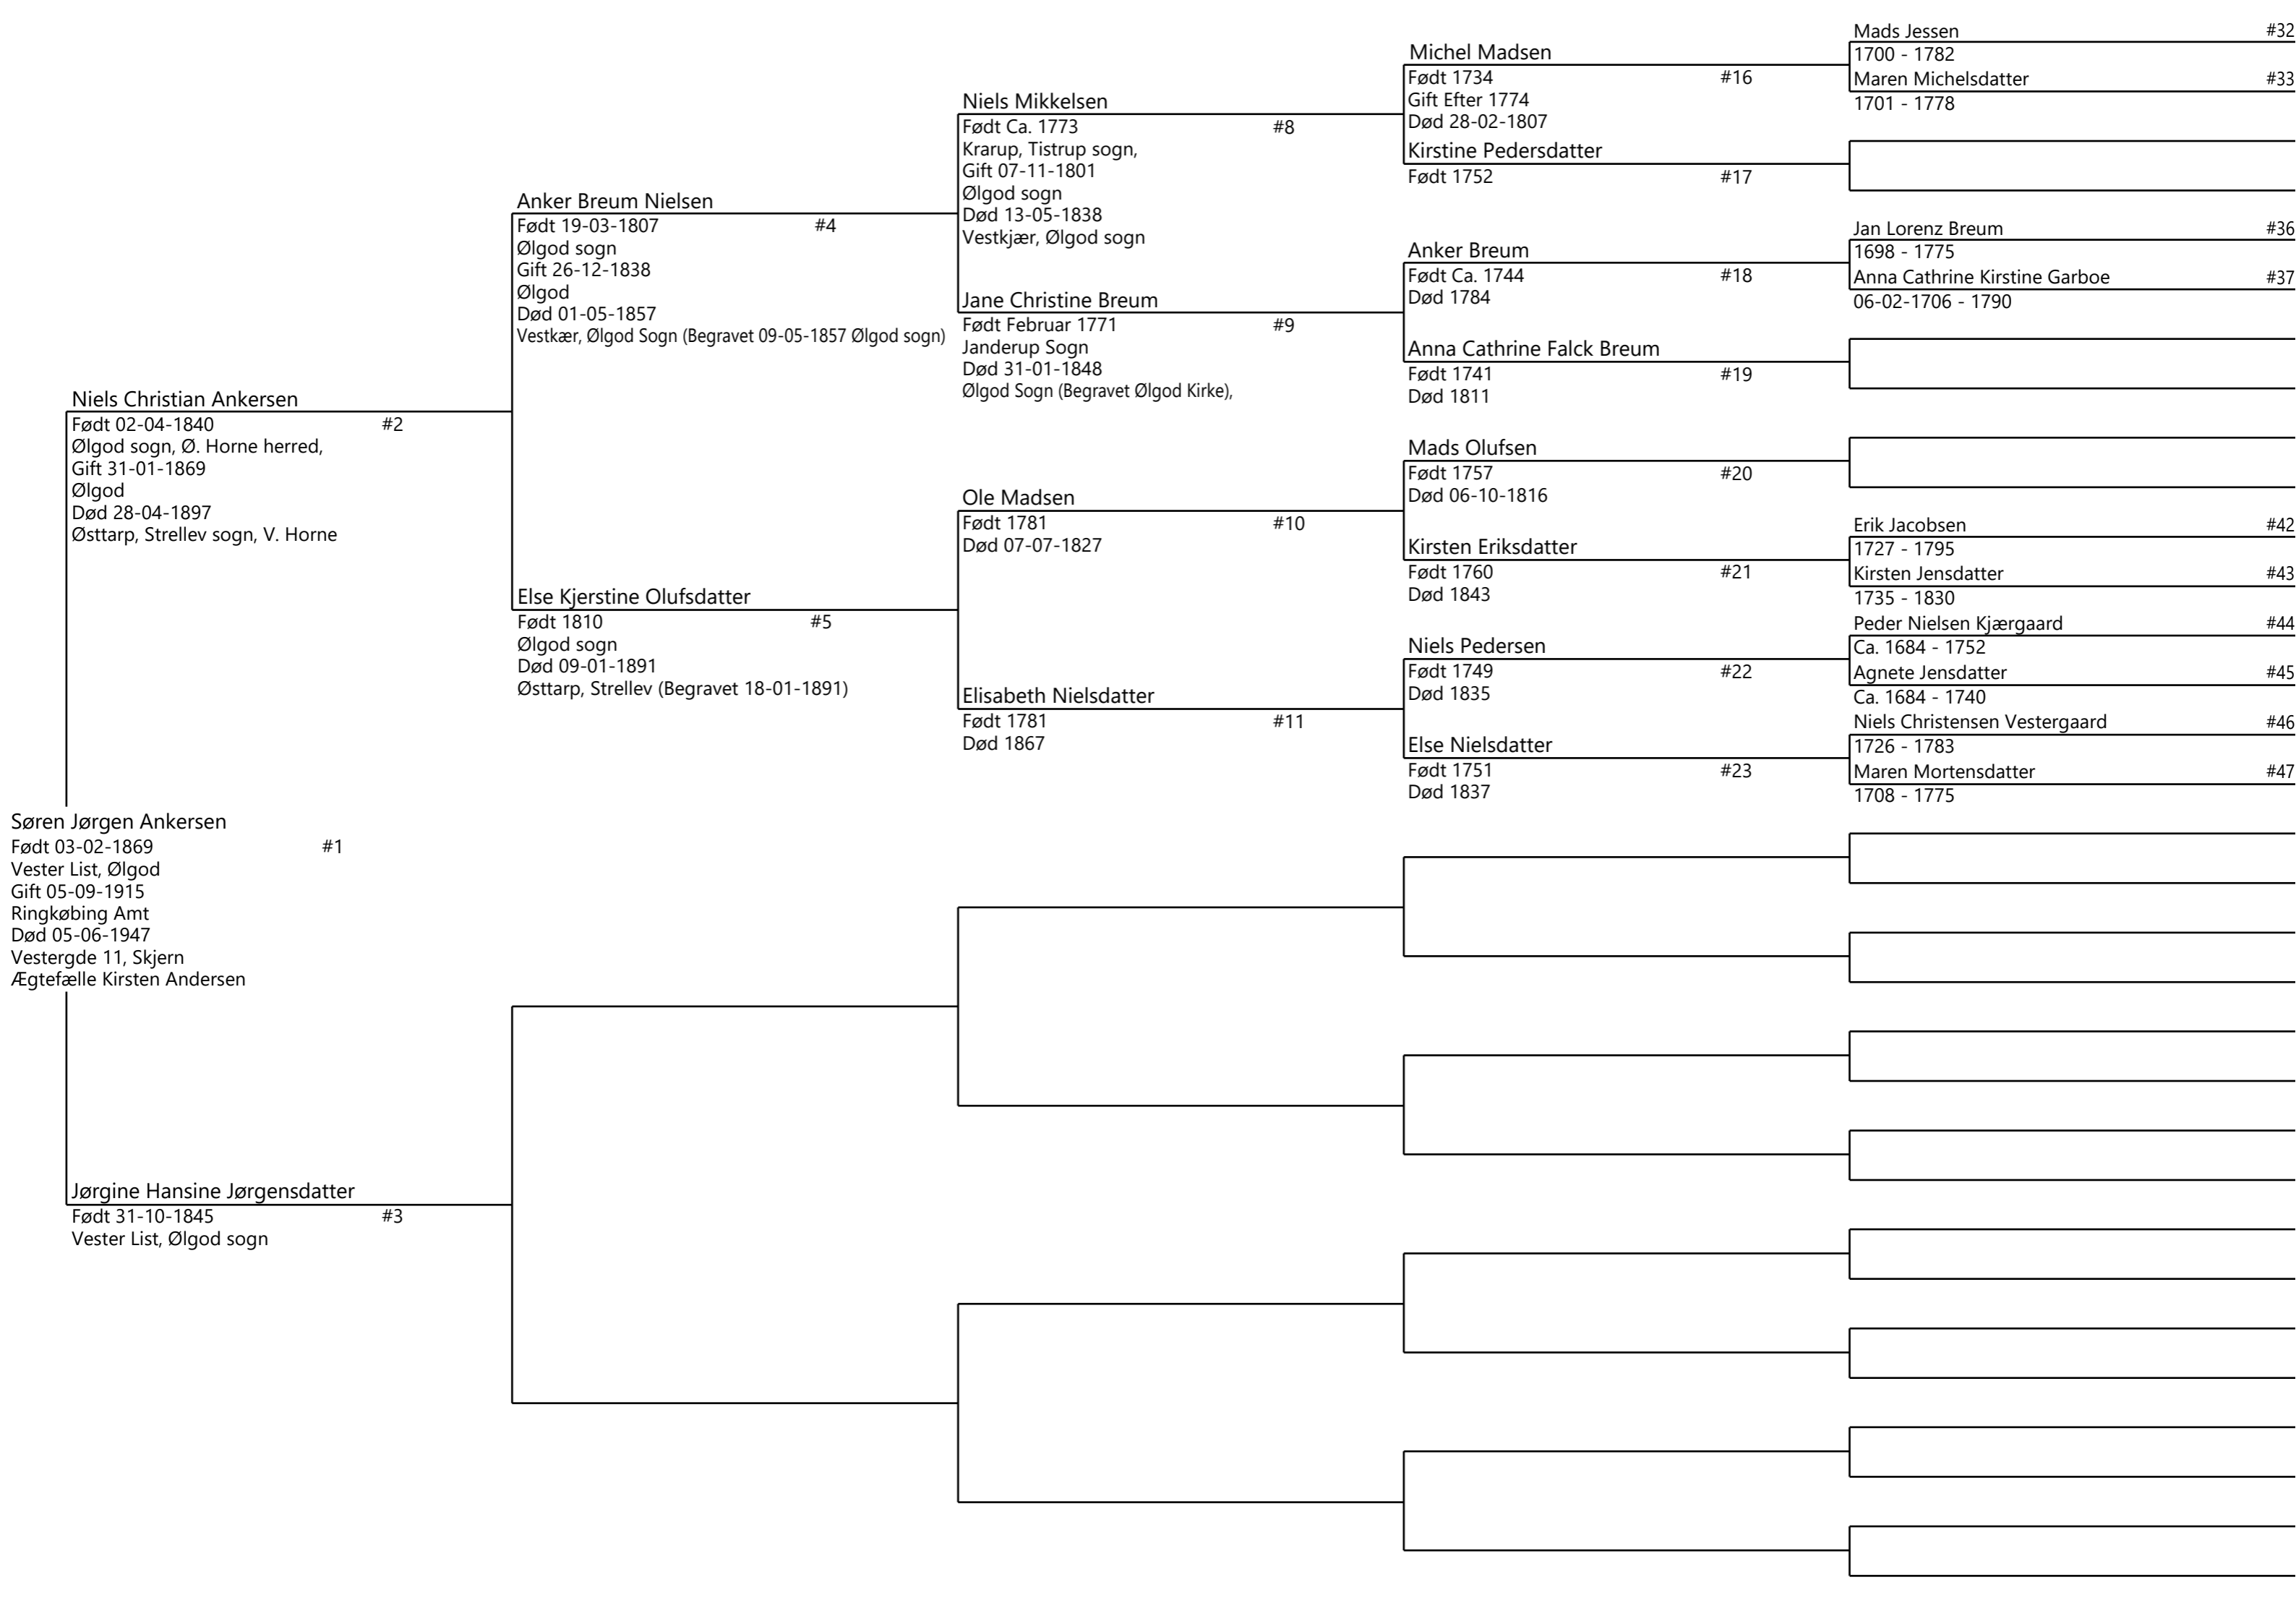 Søren Jørgen Ankersen
Født 03-02-1869 #1
Vester List, Ølgod
Gift 05-09-1915
Ringkøbing Amt
Død 05-06-1947
Vestergde 11, Skjern
Ægtefælle Kirsten Andersen
Niels Christian Ankersen
Født 02-04-1840 #2
Ølgod sogn, Ø. Horne herred,
Gift 31-01-1869
Ølgod
Død 28-04-1897
Østtarp, Strellev sogn, V. Horne
Jørgine Hansine Jørgensdatter
Født 31-10-1845 #3
Vester List, Ølgod sogn
Anker Breum Nielsen
Født 19-03-1807 #4
Ølgod sogn
Gift 26-12-1838
Ølgod
Død 01-05-1857
Vestkær, Ølgod Sogn (Begravet 09-05-1857 Ølgod sogn)
Else Kjerstine Olufsdatter
Født 1810 #5
Ølgod sogn
Død 09-01-1891
Østtarp, Strellev (Begravet 18-01-1891)
Niels Mikkelsen
Født Ca. 1773 #8
Krarup, Tistrup sogn,
Gift 07-11-1801
Ølgod sogn
Død 13-05-1838
Vestkjær, Ølgod sogn
Jane Christine Breum
Født Februar 1771 #9
Janderup Sogn
Død 31-01-1848
Ølgod Sogn (Begravet Ølgod Kirke),
Ole Madsen
Født 1781 #10
Død 07-07-1827
Elisabeth Nielsdatter
Født 1781 #11
Død 1867
Michel Madsen
Født 1734 #16
Gift Efter 1774
Død 28-02-1807
Kirstine Pedersdatter
Født 1752 #17
Anker Breum
Født Ca. 1744 #18
Død 1784
Anna Cathrine Falck Breum
Født 1741 #19
Død 1811
Mads Olufsen
Født 1757 #20
Død 06-10-1816
Kirsten Eriksdatter
Født 1760 #21
Død 1843
Niels Pedersen
Født 1749 #22
Død 1835
Else Nielsdatter
Født 1751 #23
Død 1837
Mads Jessen #32
1700 - 1782
Maren Michelsdatter #33
1701 - 1778
Jan Lorenz Breum #36
1698 - 1775
Anna Cathrine Kirstine Garboe #37
06-02-1706 - 1790
Erik Jacobsen #42
1727 - 1795
Kirsten Jensdatter #43
1735 - 1830
Peder Nielsen Kjærgaard #44
Ca. 1684 - 1752
Agnete Jensdatter #45
Ca. 1684 - 1740
Niels Christensen Vestergaard #46
1726 - 1783
Maren Mortensdatter #47
1708 - 1775